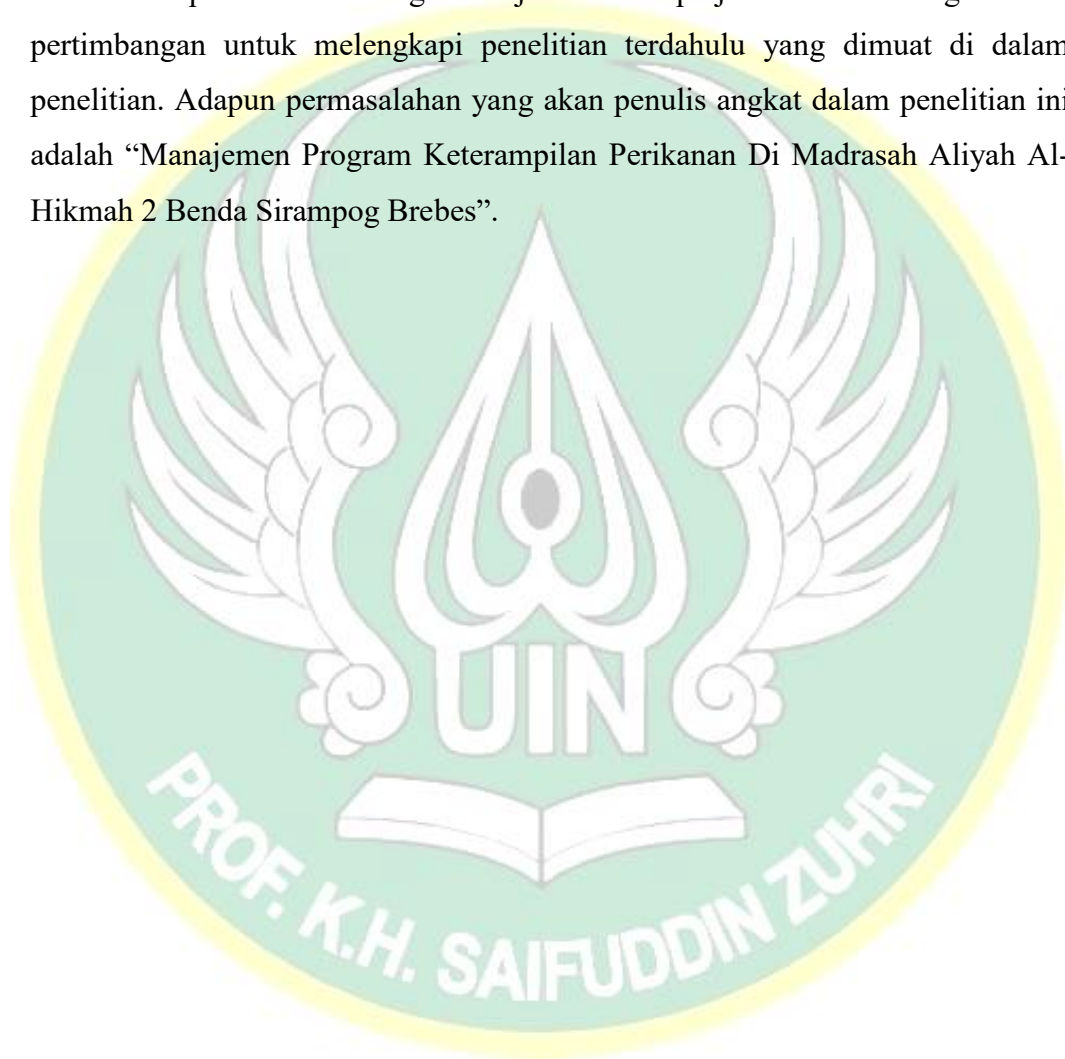 pertimbangan untuk melengkapi penelitian terdahulu yang dimuat di dalam
penelitian. Adapun permasalahan yang akan penulis angkat dalam penelitian ini
adalah “Manajemen Program Keterampilan Perikanan Di Madrasah Aliyah Al-
Hikmah 2 Benda Sirampog Brebes”.
UIN
PROF. K.H. SAIFUDDIN ZUHRI